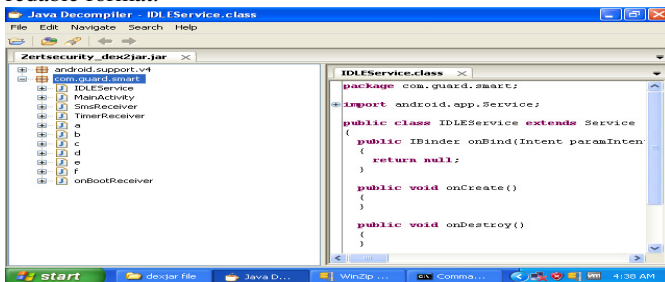 Java Decompiler - IDLEService.class
File Edit Navigate Search Help
Zertsecurity_dex2jar.jar
android.support.v4
com.guard.smart
IDLEService
MainActivity
SmsReceiver
TimerReceiver
a
b
c
d
e
f
onBootReceiver
IDLEService.class
package com.guard.smart;
import android.app.Service;
public class IDLEService extends Service
{
public IBinder onBind(Intent paramInten
{
return null;
}
public void onCreate()
{
}
public void onDestroy()
{
}
start dexjar file Java D... WinZip ... Comma... 4:38 AM